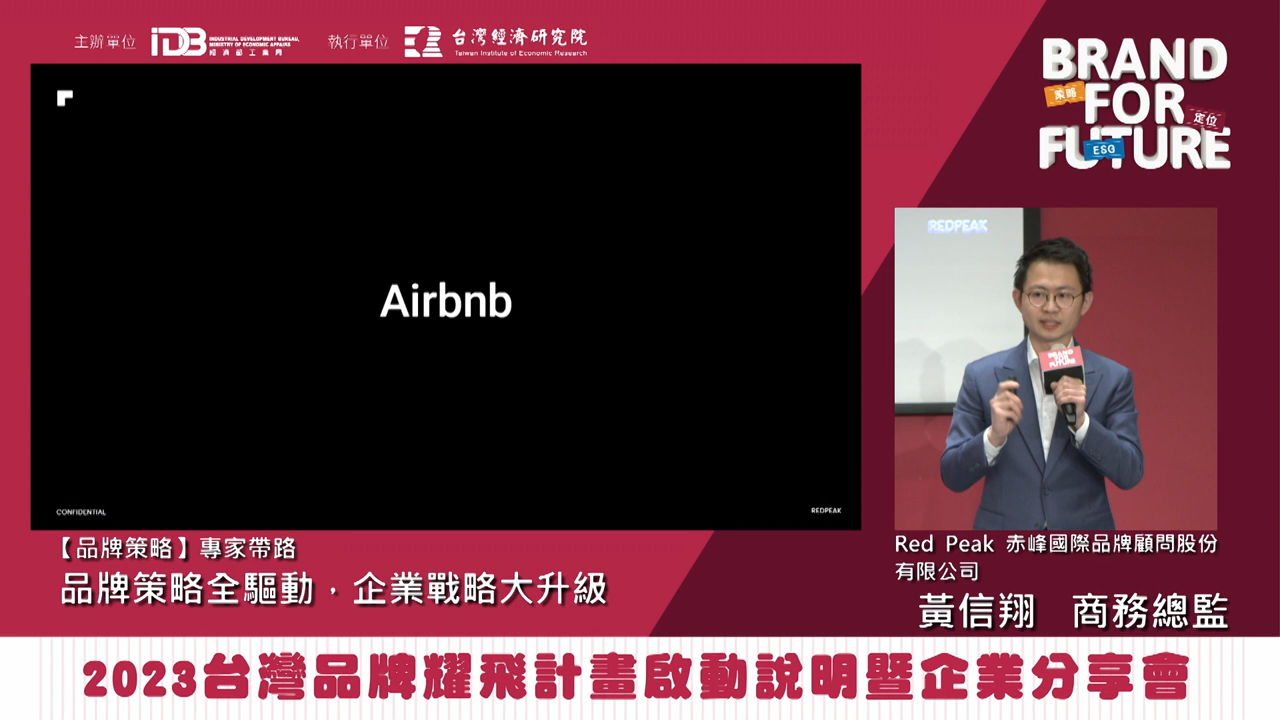 主辦單位
iDB
INDUSTRIAL DEVELOPMENT BUREAU,
MINISTRY OF ECONOMIC AFFAIRS
經濟部工業局
執行單位
台灣經濟研究院
Taiwan Institute of Economic Research
BRAND
策略
FOR
定位
FUTURE
ESG
Airbnb
CONFIDENTIAL
REDPEAK
REDPEAK
BRAND
FOR
FUTURE
【品牌策略】專家帶路
品牌策略全驅動，企業戰略大升級
Red Peak 赤峰國際品牌顧問股份
有限公司
黃信翔 商務總監
2023台灣品牌耀飛計畫啟動說明暨企業分享會